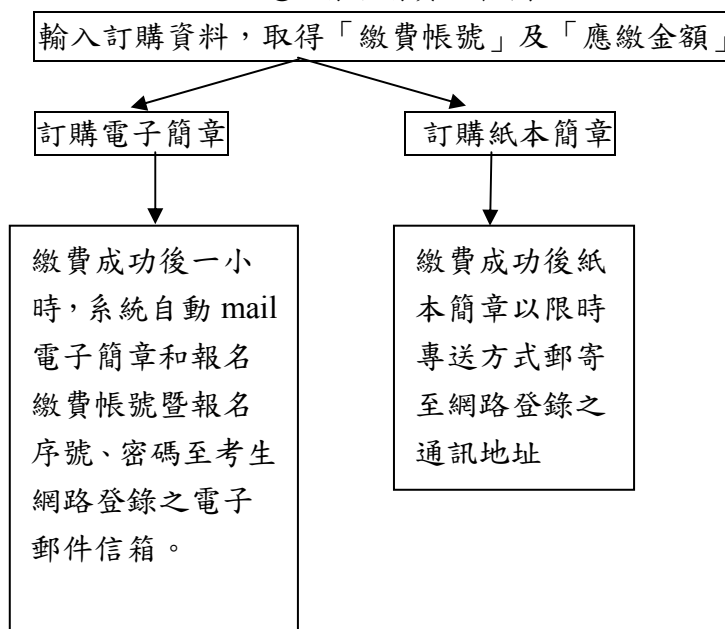 輸入訂購資料，取得「繳費帳號」及「應繳金額」
訂購電子簡章
訂購紙本簡章
繳費成功後一小
時，系統自動 mail
電子簡章和報名
繳費帳號暨報名
序號、密碼至考生
網路登錄之電子
郵件信箱。
繳費成功後紙
本簡章以限時
專送方式郵寄
至網路登錄之
通訊地址